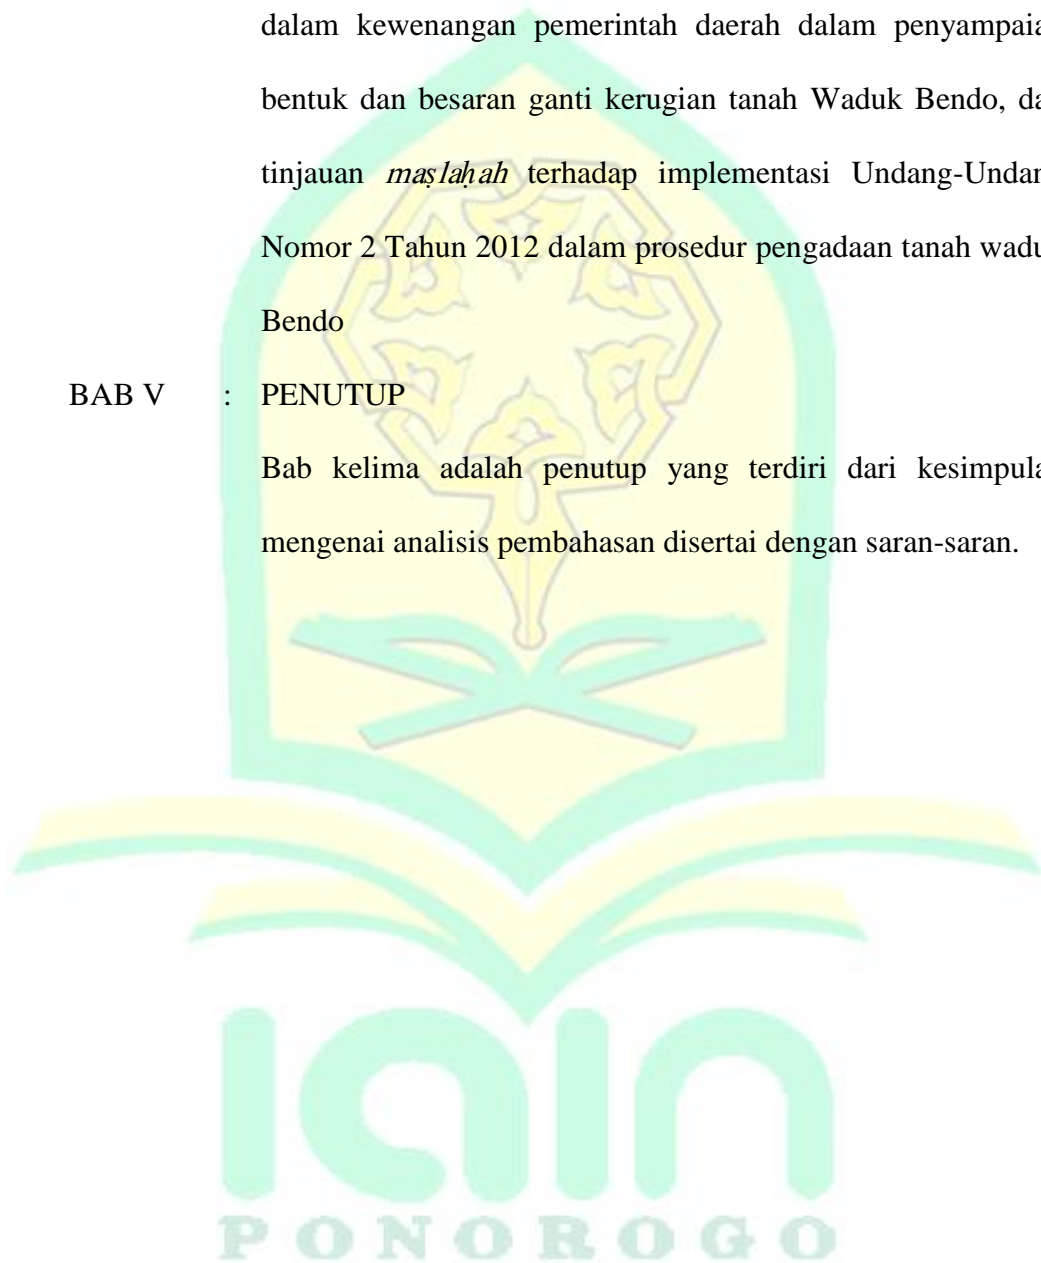 dalam kewenangan pemerintah daerah dalam penyampaia
bentuk dan besaran ganti kerugian tanah Waduk Bendo, da
tinjauan maṣlaḥah terhadap implementasi Undang-Undan
Nomor 2 Tahun 2012 dalam prosedur pengadaan tanah wadu
Bendo
BAB V : PENUTUP
Bab kelima adalah penutup yang terdiri dari kesimpula
mengenai analisis pembahasan disertai dengan saran-saran.
iain
PONOROGO